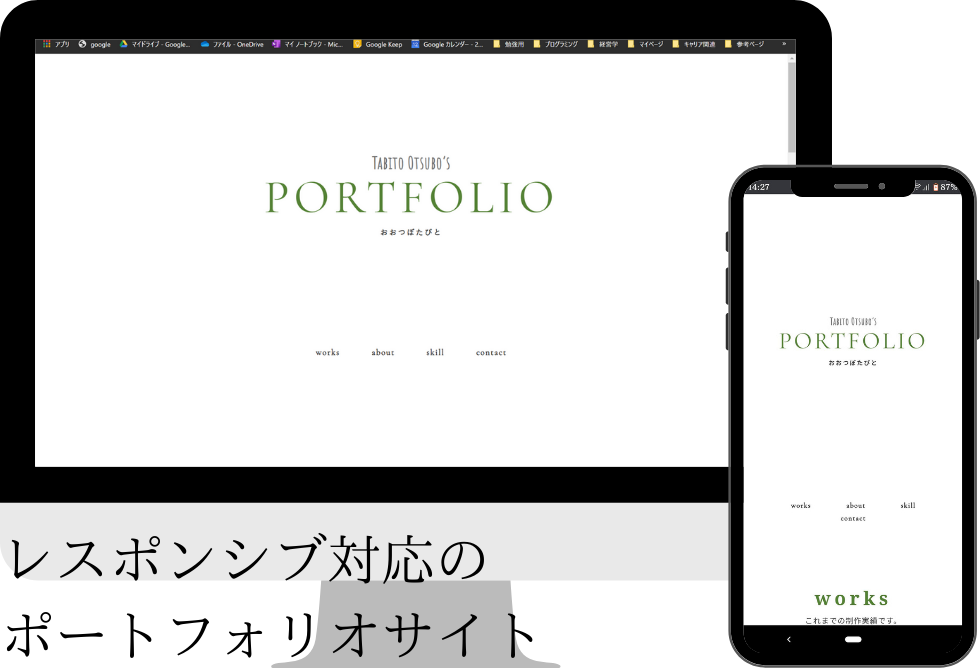 アプリ google マイドライブ - Google... ファイル - OneDrive マイ ノートブック - Mic... Google Keep Google カレンダー - 2... 勉強用 プログラミング 経営学 マイページ キャリア関連 参考ページ »
TABITO OTSUBO'S
PORTFOLIO
おおつぼたびと
works about skill contact
14:27 87%
TABITO OTSUBO'S
PORTFOLIO
おおつぼたびと
works about skill
contact
works
これまでの制作実績です。
レスポンシブ対応の
ポートフォリオサイト